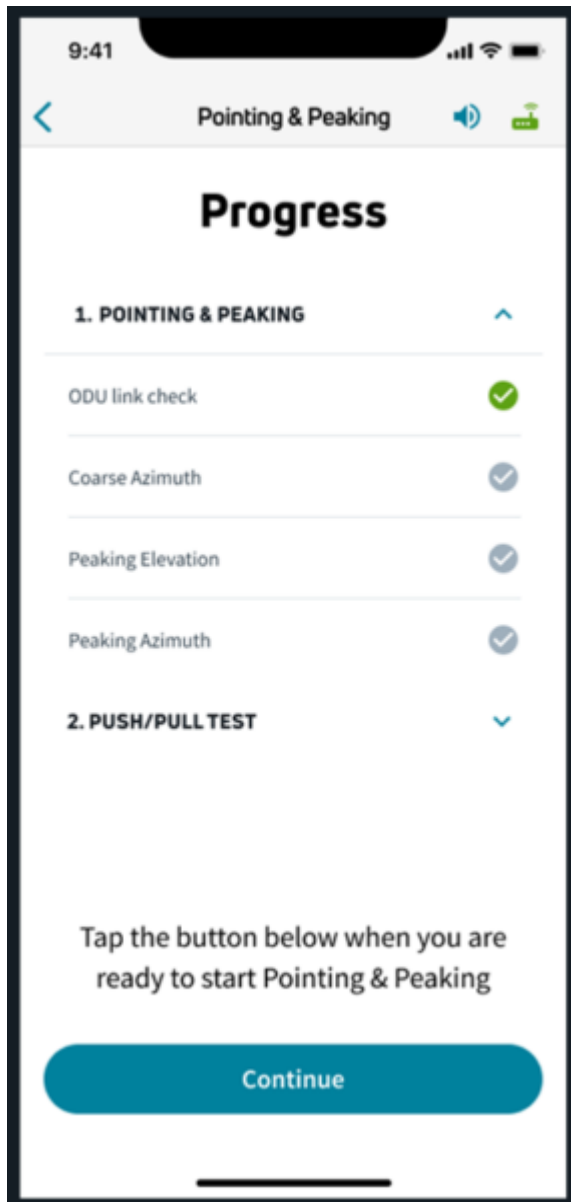 9:41
Pointing & Peaking
Progress
1. POINTING & PEAKING
ODU link check
Coarse Azimuth
Peaking Elevation
Peaking Azimuth
2. PUSH/PULL TEST
Tap the button below when you are
ready to start Pointing & Peaking
Continue